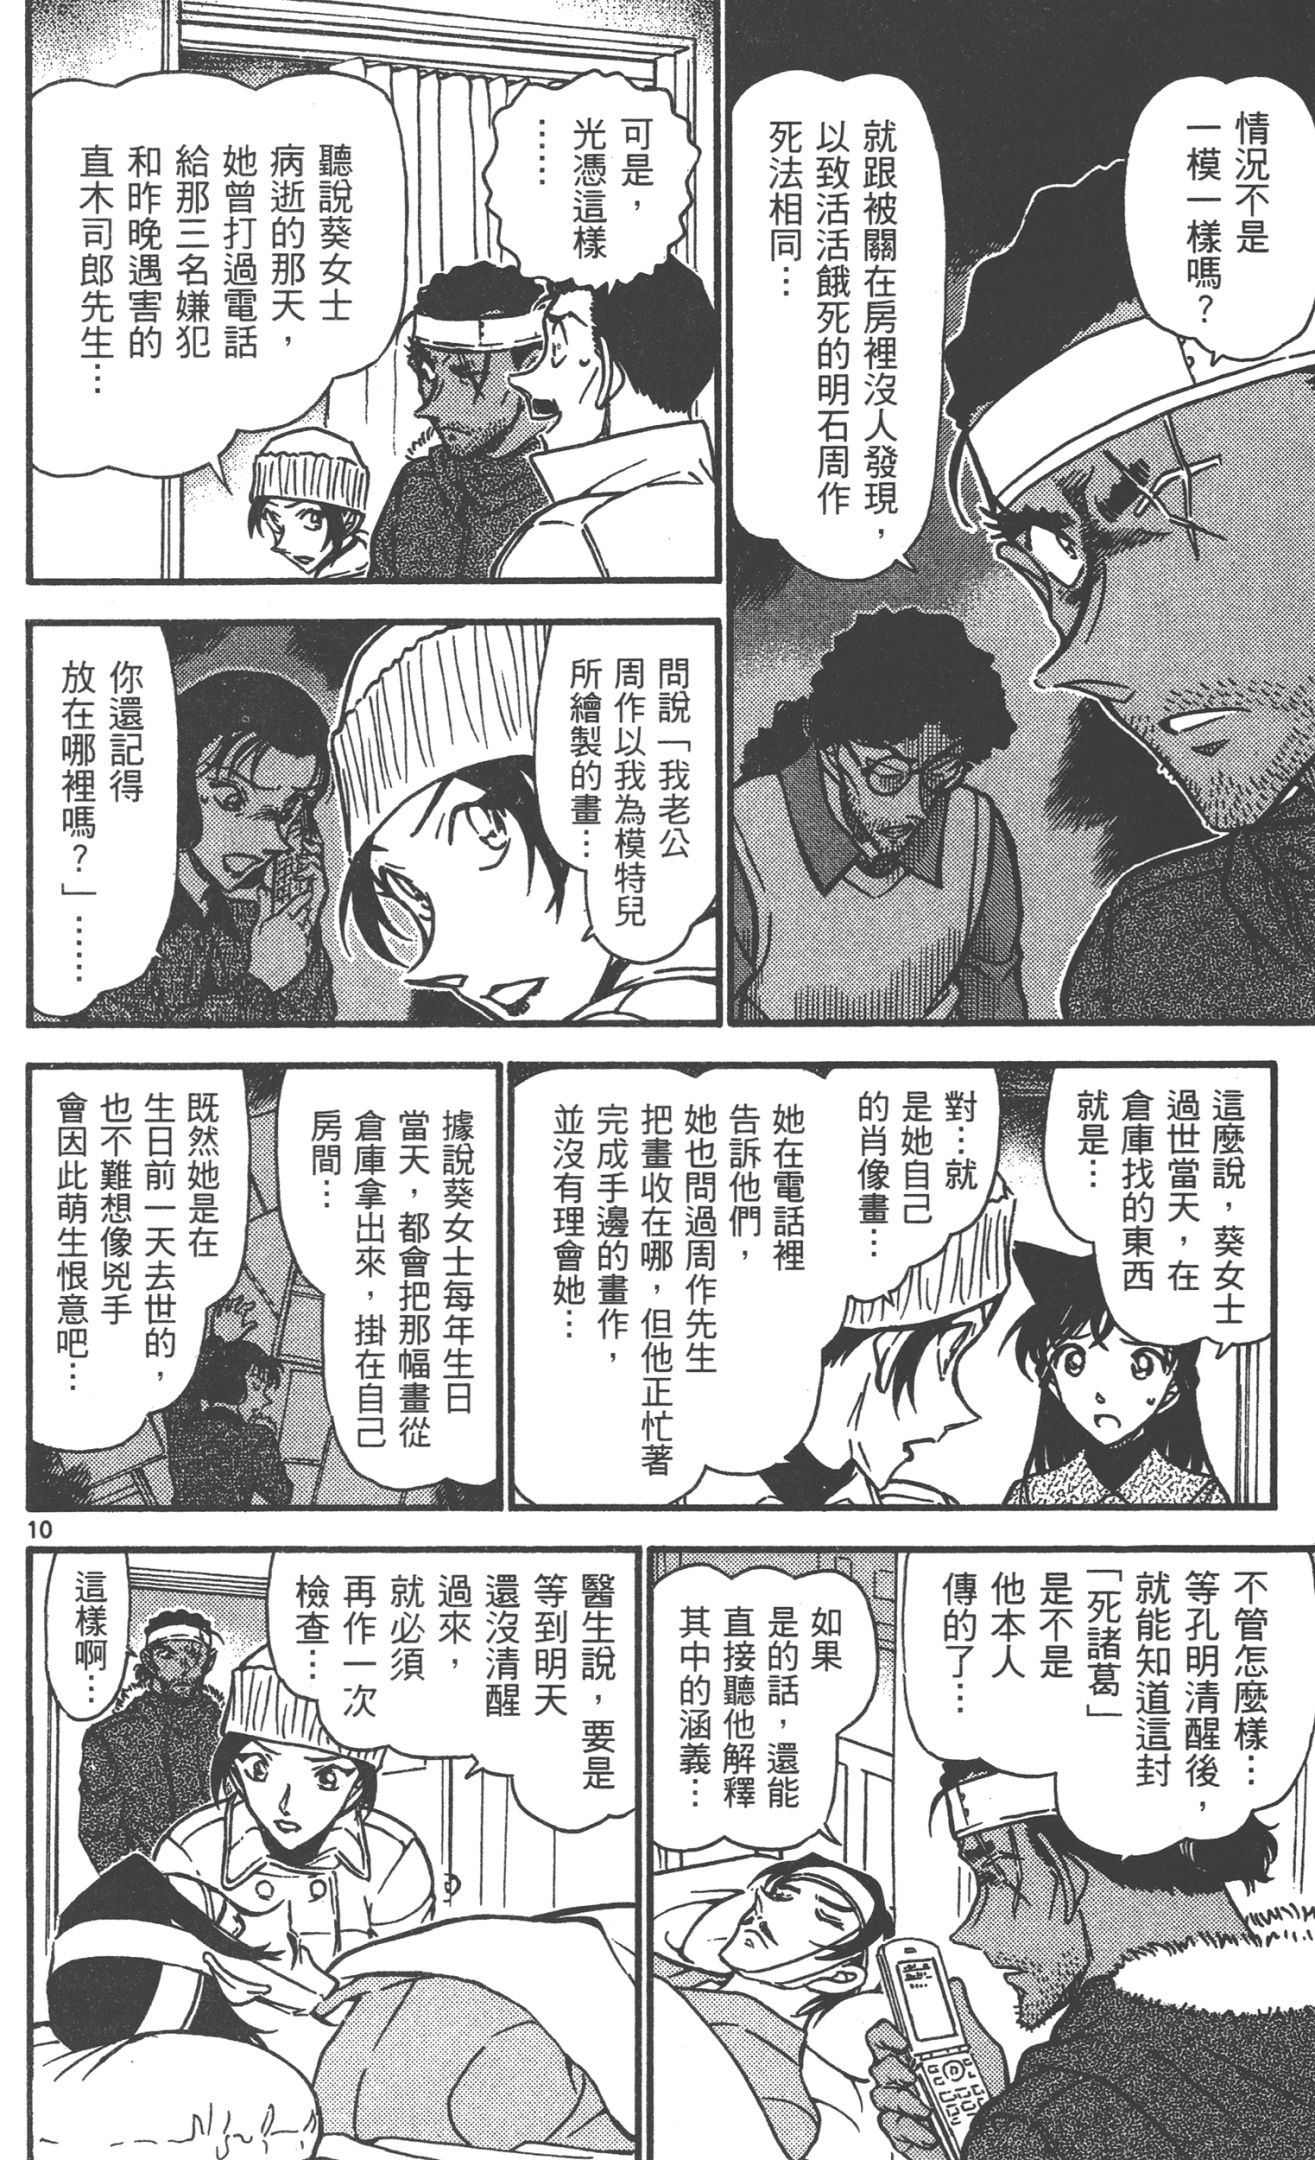 情況不是
一模一樣嗎？
就跟被關在房裡沒人發現，
以致活活餓死的明石周作
死法相同…
可是，
光憑這樣
……
聽說葵女士
病逝的那天，
她曾打過電話
給那三名嫌犯
和昨晚遇害的
直木司郎先生…
問說「我老公
周作以我為模特兒
所繪製的畫…
你還記得
放在哪裡嗎？」……
這麼說，葵女士
過世當天，在
倉庫找的東西
就是…
對…就
是她自己
的肖像畫…
她在電話裡
告訴他們，
她也問過周作先生
把畫收在哪，但他正忙著
完成手邊的畫作，
並沒有理會她…
據說葵女士每年生日
當天，都會把那幅畫從
倉庫拿出來，掛在自己
房間…
既然她是在
生日前一天去世的，
也不難想像兇手
會因此萌生恨意吧…
10
不管怎麼樣…
等孔明清醒後，
就能知道這封
「死諸葛」
是不是
他本人
傳的了…
如果
是的話，還能
直接聽他解釋
其中的涵義…
醫生說，要是
等到明天
還沒清醒
過來，
就必須
再作一次
檢查…
這樣啊…